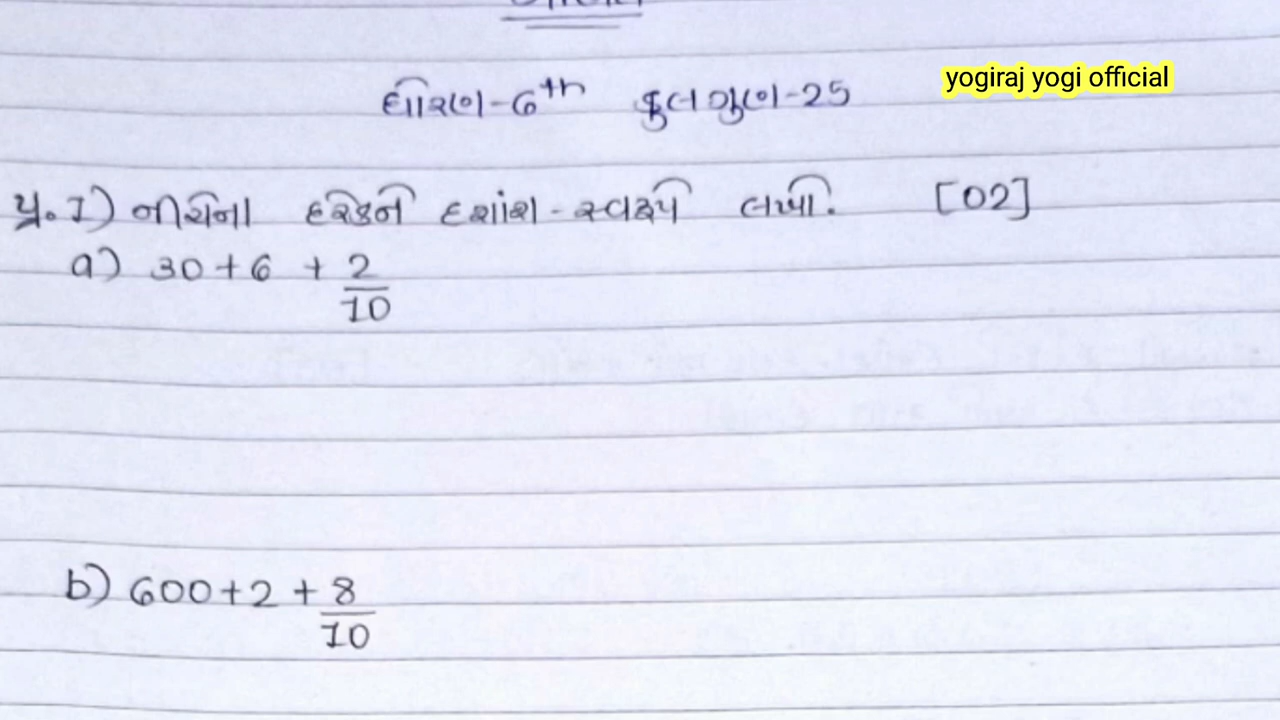 ધોરણ-6th કુલગુણ-25
yogiraj yogi official
પ્ર.1) નીચેના દરેકને દશાંશ-સ્વરૂપે લખો. [02]
a) 30+6 + 2/10
b) 600+2 + 8/10